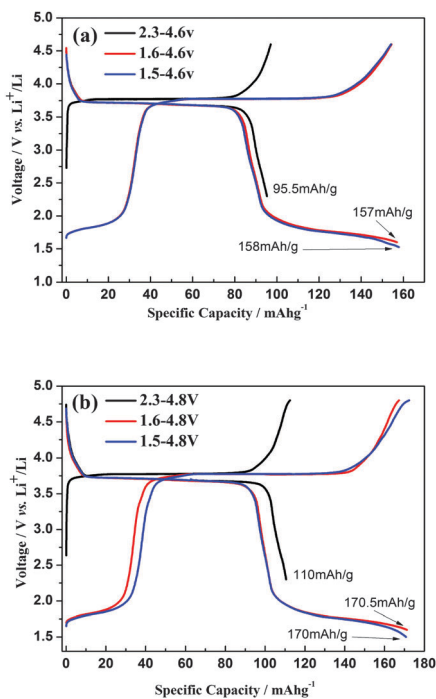 (a)
2.3-4.6v
1.6-4.6v
1.5-4.6v
Voltage / V vs. Li+/Li
5.0
4.5
4.0
3.5
3.0
2.5
2.0
1.5
1.0
95.5mAh/g
157mAh/g
158mAh/g
0 20 40 60 80 100 120 140 160
Specific Capacity / mAhg-1
(b)
2.3-4.8V
1.6-4.8V
1.5-4.8V
Voltage / V vs. Li+/Li
5.0
4.5
4.0
3.5
3.0
2.5
2.0
1.5
110mAh/g
170.5mAh/g
170mAh/g
0 20 40 60 80 100 120 140 160 180
Specific Capacity / mAhg-1